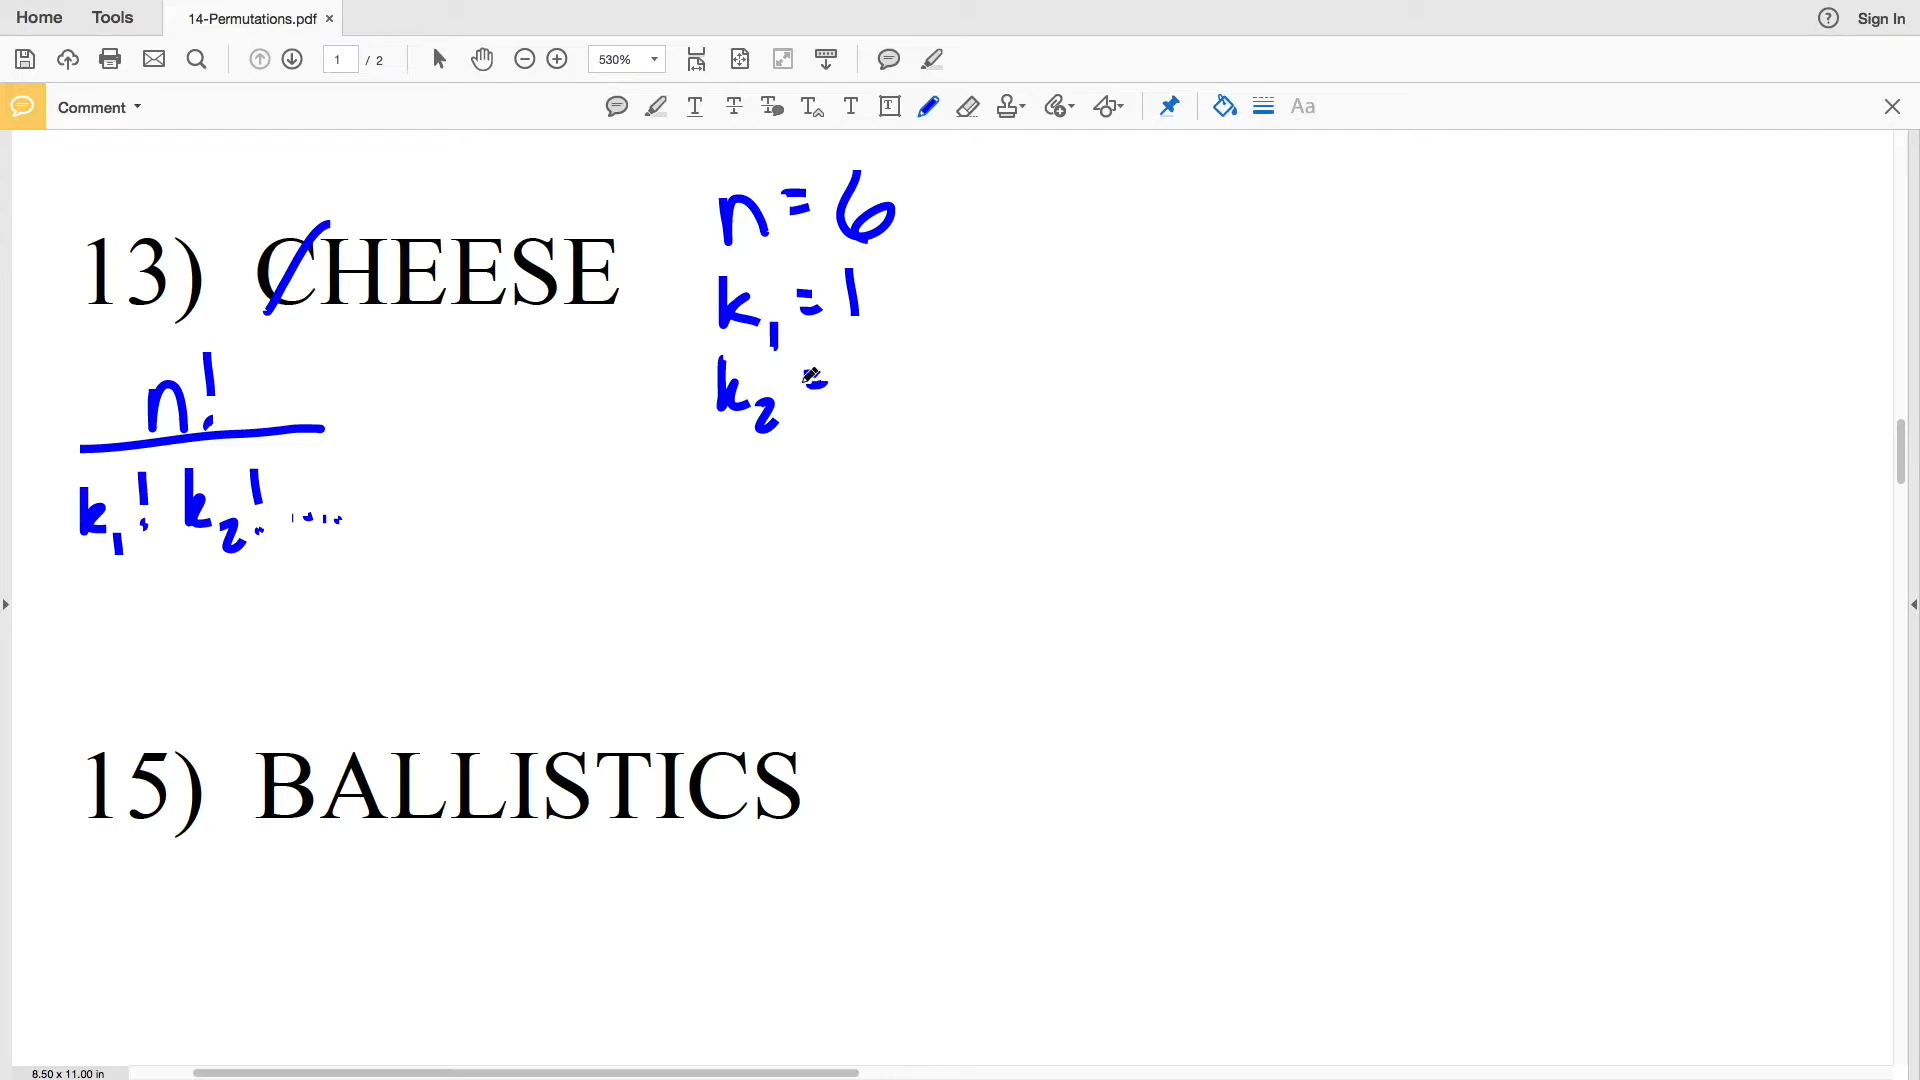 Home Tools 14-Permutations.pdf × ? Sign In
1 / 2 530%
Comment T T T T T T Aa
n = 6
13) CHEESE
k1 = 1
n!
k2 =
k1! k2! ....
15) BALLISTICS
8.50 x 11.00 in